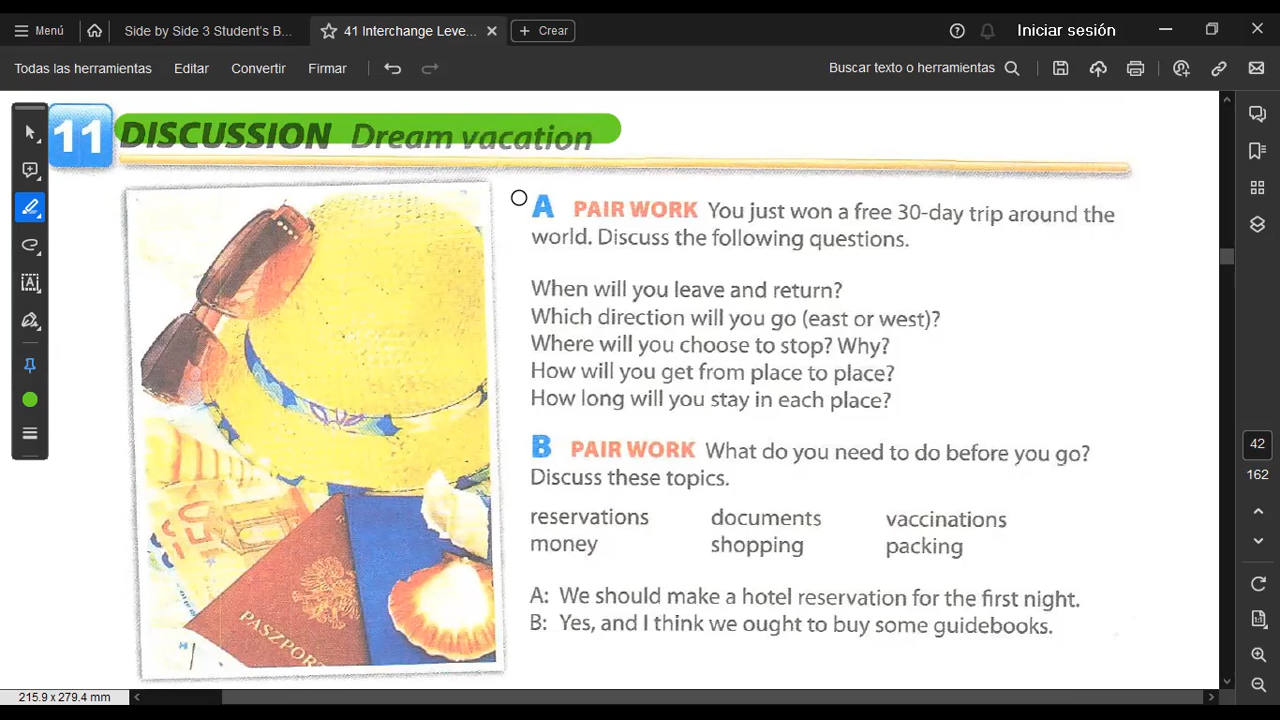 Menú
Side by Side 3 Student's B...
41 Interchange Leve...
Crear
Iniciar sesión
Todas las herramientas
Editar
Convertir
Firmar
Buscar texto o herramientas
11 DISCUSSION Dream vacation
A PAIR WORK You just won a free 30-day trip around the
world. Discuss the following questions.
When will you leave and return?
Which direction will you go (east or west)?
Where will you choose to stop? Why?
How will you get from place to place?
How long will you stay in each place?
B PAIR WORK What do you need to do before you go?
Discuss these topics.
reservations documents vaccinations
money shopping packing
A: We should make a hotel reservation for the first night.
B: Yes, and I think we ought to buy some guidebooks.
PASZPORT
42
162
215.9 x 279.4 mm